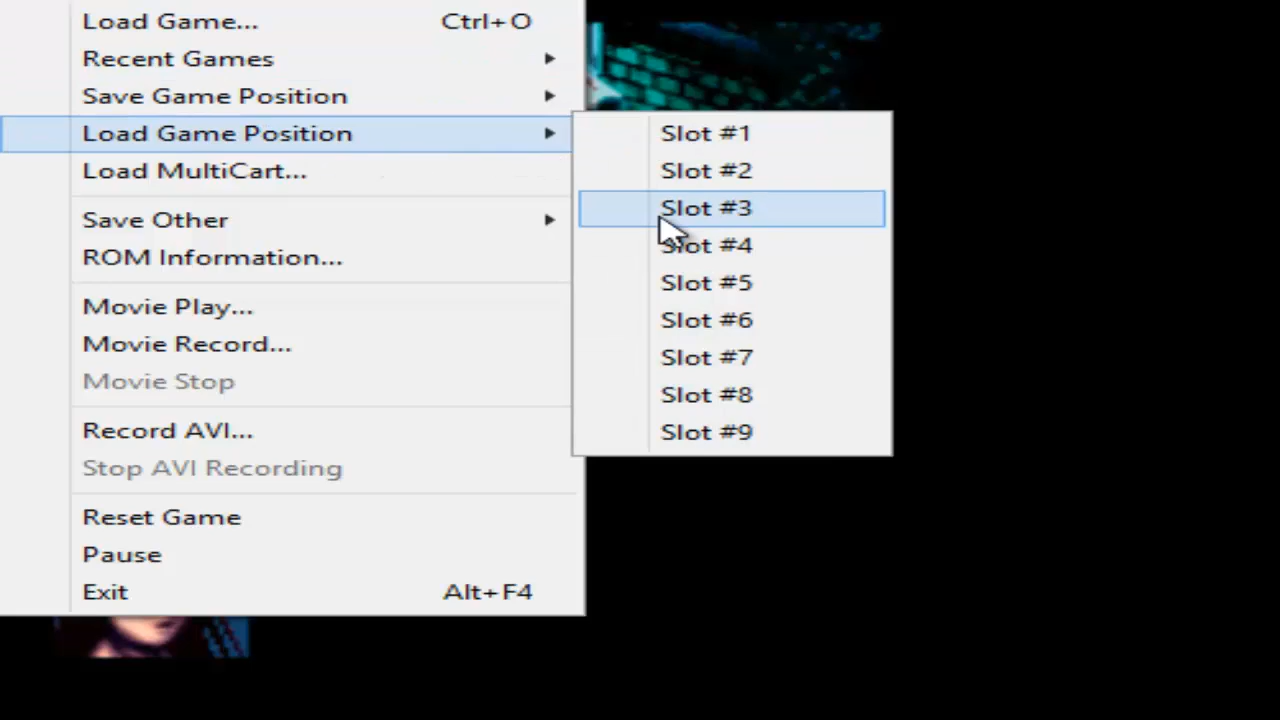 Load Game... Ctrl+O
Recent Games
Save Game Position
Load Game Position
Load MultiCart...
Save Other
ROM Information...
Movie Play...
Movie Record...
Movie Stop
Record AVI...
Stop AVI Recording
Reset Game
Pause
Exit Alt+F4
Slot #1
Slot #2
Slot #3
Slot #4
Slot #5
Slot #6
Slot #7
Slot #8
Slot #9